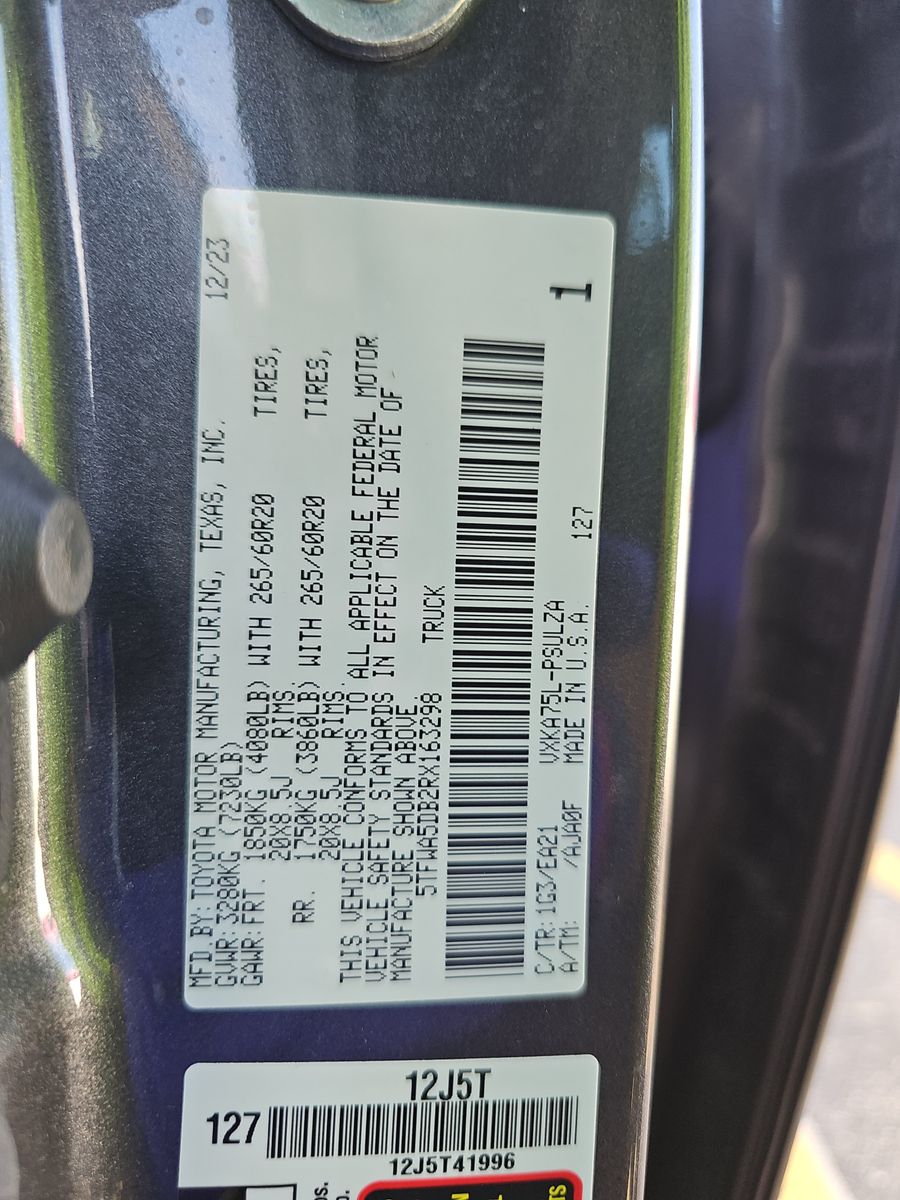 12/23
MFD.BY:TOYOTA MOTOR MANUFACTURING, TEXAS, INC.
GVWR:3280KG (7230LB)
GAWR:FRT. 1850KG (4080LB) WITH 265/60R20 TIRES,
20X8.5J RIMS.
RR. 1750KG (3860LB) WITH 265/60R20 TIRES,
20X8.5J RIMS.
THIS VEHICLE CONFORMS TO ALL APPLICABLE FEDERAL MOTOR
VEHICLE SAFETY STANDARDS IN EFFECT ON THE DATE OF
MANUFACTURE SHOWN ABOVE.
5TFWA5DB2RX163298 TRUCK
C/TR:1G3/EA21 VXKA75L-PSULZA 127
A/TM: /AJA0F MADE IN U.S.A.
1
12J5T
127
12J5T41996